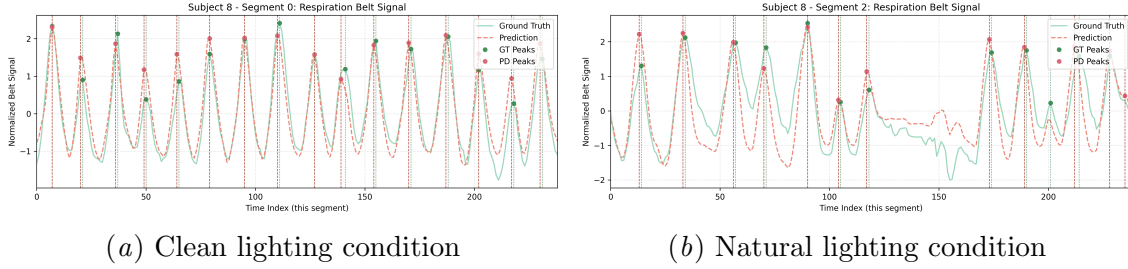 Subject 8 - Segment 0: Respiration Belt Signal
Normalized Belt Signal
2
1
0
−1
Ground Truth
Prediction
GT Peaks
PD Peaks
0
50
100
150
200
Time Index (this segment)
(a) Clean lighting condition
Subject 8 - Segment 2: Respiration Belt Signal
Normalized Belt Signal
2
1
0
−1
−2
Ground Truth
Prediction
GT Peaks
PD Peaks
0
50
100
150
200
Time Index (this segment)
(b) Natural lighting condition